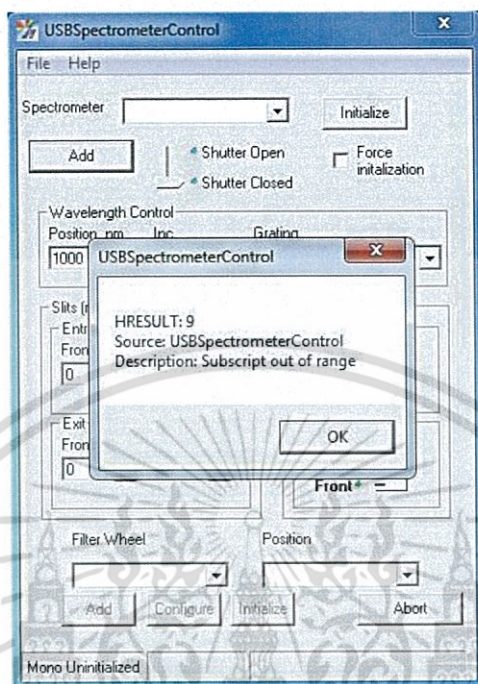 USBSpectrometerControl
File Help
Spectrometer
Initialize
Add
Shutter Open
Shutter Closed
Force
initalization
Wavelength Control
Position nm Inc Grating
1000
USBSpectrometerControl
HRESULT: 9
Source: USBSpectrometerControl
Description: Subscript out of range
OK
Slits
Entr
Fron
0
Exit
Fron
0
Front
Filter Wheel Position
Add Configure Initialize Abort
Mono Uninitialized